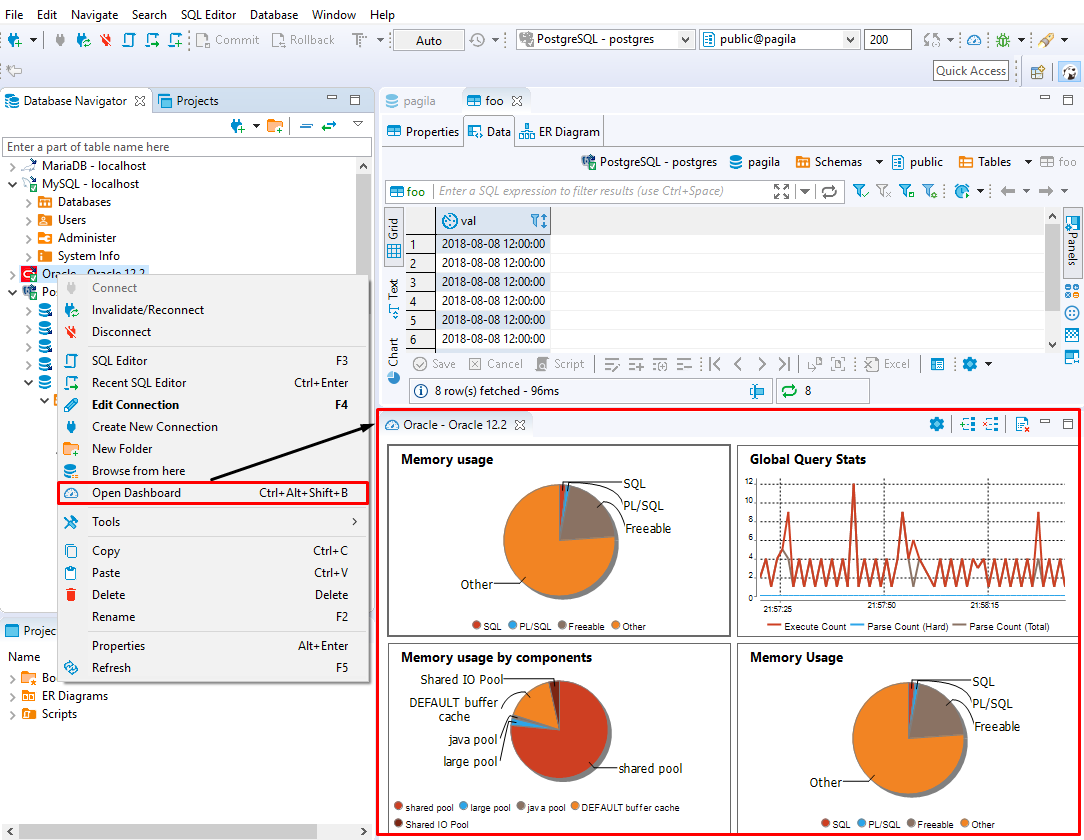 File Edit Navigate Search SQL Editor Database Window Help
Commit Rollback Auto PostgreSQL - postgres public@pagila 200
Quick Access
Database Navigator Projects
Enter a part of table name here
MariaDB - localhost
MySQL - localhost
Databases
Users
Administer
System Info
Oracle - Oracle 12.2
Connect
Invalidate/Reconnect
Disconnect
SQL Editor F3
Recent SQL Editor Ctrl+Enter
Edit Connection F4
Create New Connection
New Folder
Browse from here
Open Dashboard Ctrl+Alt+Shift+B
Tools
Copy Ctrl+C
Paste Ctrl+V
Delete Delete
Rename F2
Properties Alt+Enter
Refresh F5
Projec
Name
Bo
ER Diagrams
Scripts
pagila foo
Properties Data ER Diagram
PostgreSQL - postgres pagila Schemas public Tables foo
foo Enter a SQL expression to filter results (use Ctrl+Space)
Grid
Text
Chart
Panels
val
1 2018-08-08 12:00:00
2 2018-08-08 12:00:00
3 2018-08-08 12:00:00
4 2018-08-08 12:00:00
5 2018-08-08 12:00:00
6 2018-08-08 12:00:00
Save Cancel Script Excel
8 row(s) fetched - 96ms 8
Oracle - Oracle 12.2
Memory usage
SQL
PL/SQL
Freeable
Other
SQL PL/SQL Freeable Other
Global Query Stats
12
10
8
6
4
2
0
21:57:25 21:57:50 21:58:15
Execute Count Parse Count (Hard) Parse Count (Total)
Memory usage by components
Shared IO Pool
DEFAULT buffer
cache
java pool
large pool
shared pool
shared pool large pool java pool DEFAULT buffer cache
Shared IO Pool
Memory Usage
SQL
PL/SQL
Freeable
Other
SQL PL/SQL Freeable Other